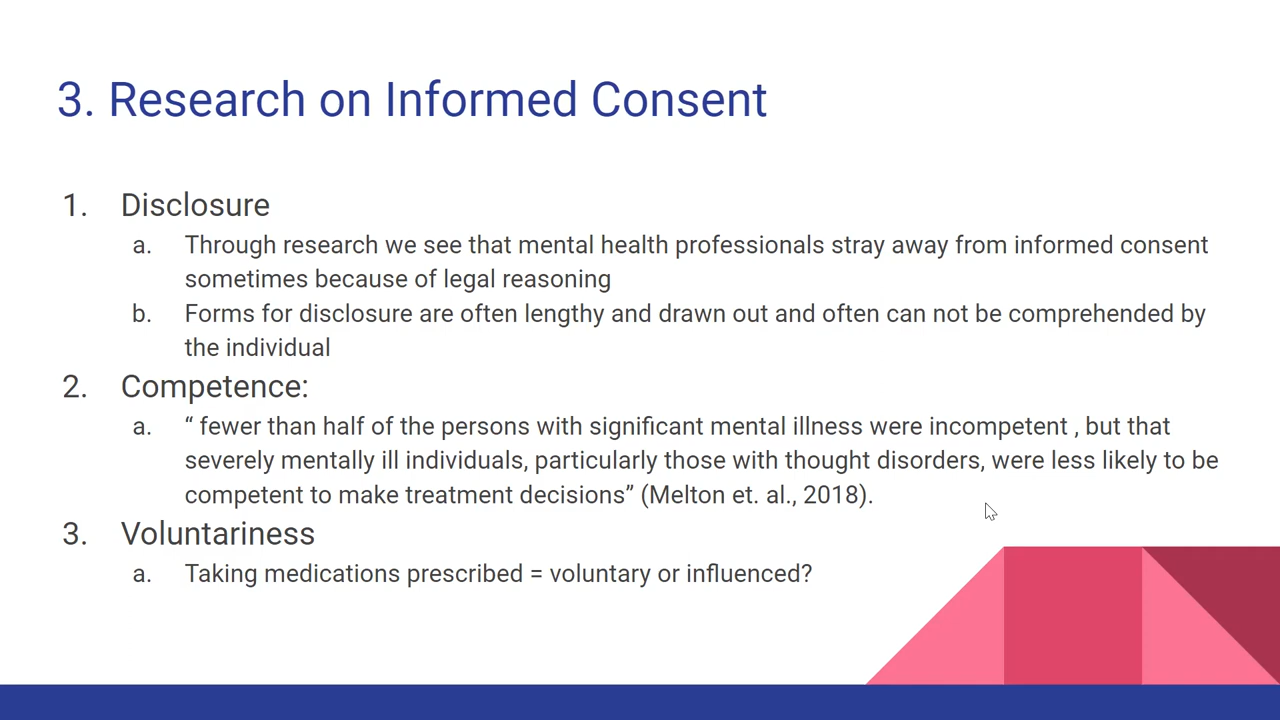 3. Research on Informed Consent
1. Disclosure
a. Through research we see that mental health professionals stray away from informed consent
sometimes because of legal reasoning
b. Forms for disclosure are often lengthy and drawn out and often can not be comprehended by
the individual
2. Competence:
a. “ fewer than half of the persons with significant mental illness were incompetent , but that
severely mentally ill individuals, particularly those with thought disorders, were less likely to be
competent to make treatment decisions” (Melton et. al., 2018).
3. Voluntariness
a. Taking medications prescribed = voluntary or influenced?